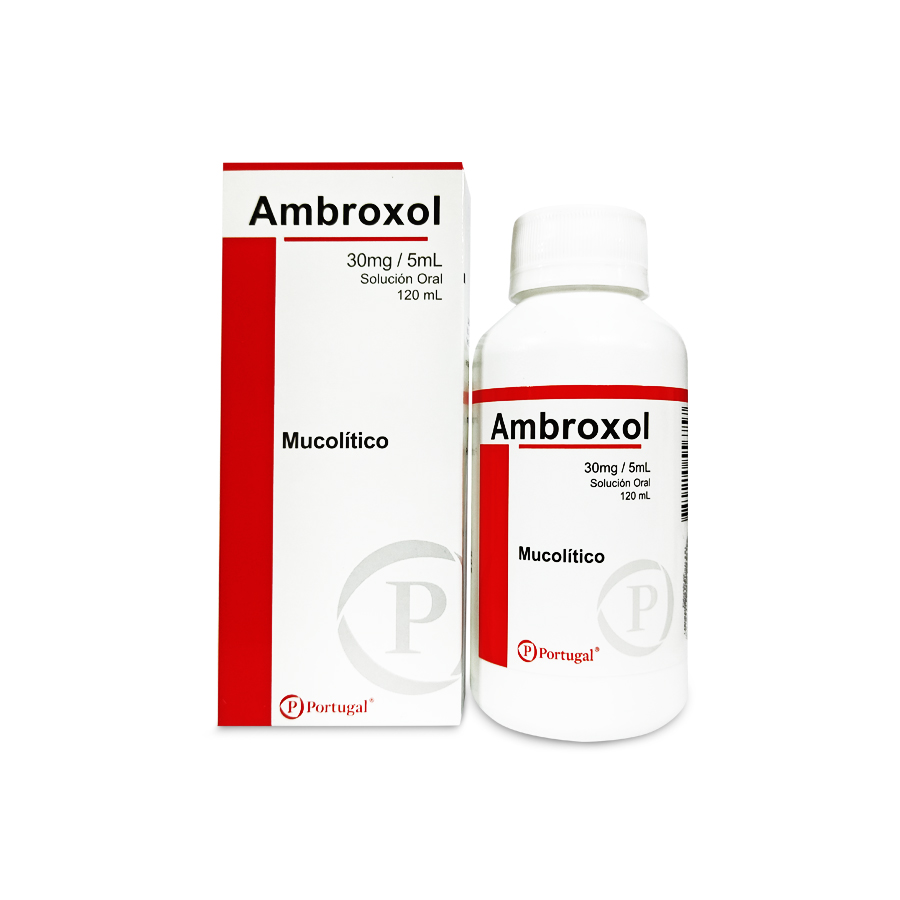 Ambroxol
30mg / 5mL
Solución Oral
120 mL
Mucolítico
P
P Portugal®
Ambroxol
30mg / 5mL
Solución Oral
120 mL
Mucolítico
P
P Portugal®